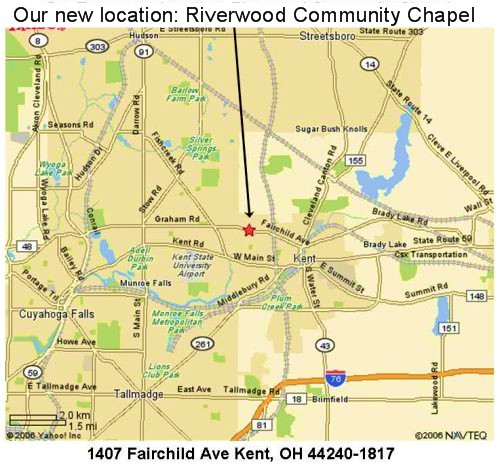 Our new location: Riverwood Community Chapel
E Streetsboro Rd
State Route 303
8
303
Hudson
91
Streetsboro
14
State Route 14
Akron Cleveland Rd
Barlow Farm Park
Seasons Rd
Darrow Rd
Sugar Bush Knolls
Cleve E Liverpool Rd
Fishcreek Rd
Silver Springs Park
Hudson Dr
Wyoga Lake Park
155
Cleveland Canton Rd
Wyoga Lake Rd
Stow Rd
Wall St
Conrail
Graham Rd
Fairchild Ave
Brady Lake Rd
48
Bailey Rd
Adell Durbin Park
Kent Rd
Brady Lake
State Route 59
Kent State University Airport
W Main St
Kent
Csx Transportation
Portage Trl
Munroe Falls
Middlebury Rd
S Water St
E Summit St
Summit Rd
148
Plum Creek Park
Cuyahoga Falls
S Main St
Munroe Falls Metropolitan Park
151
Howe Ave
261
43
59
Lions Club Park
76
Lakewood Rd
E Tallmadge Ave
Tallmadge
East Ave
Tallmadge Rd
18
Brimfield
2.0 km
1.5 mi
81
©2006 Yahoo! Inc
©2006 NAVTEQ
1407 Fairchild Ave Kent, OH 44240-1817